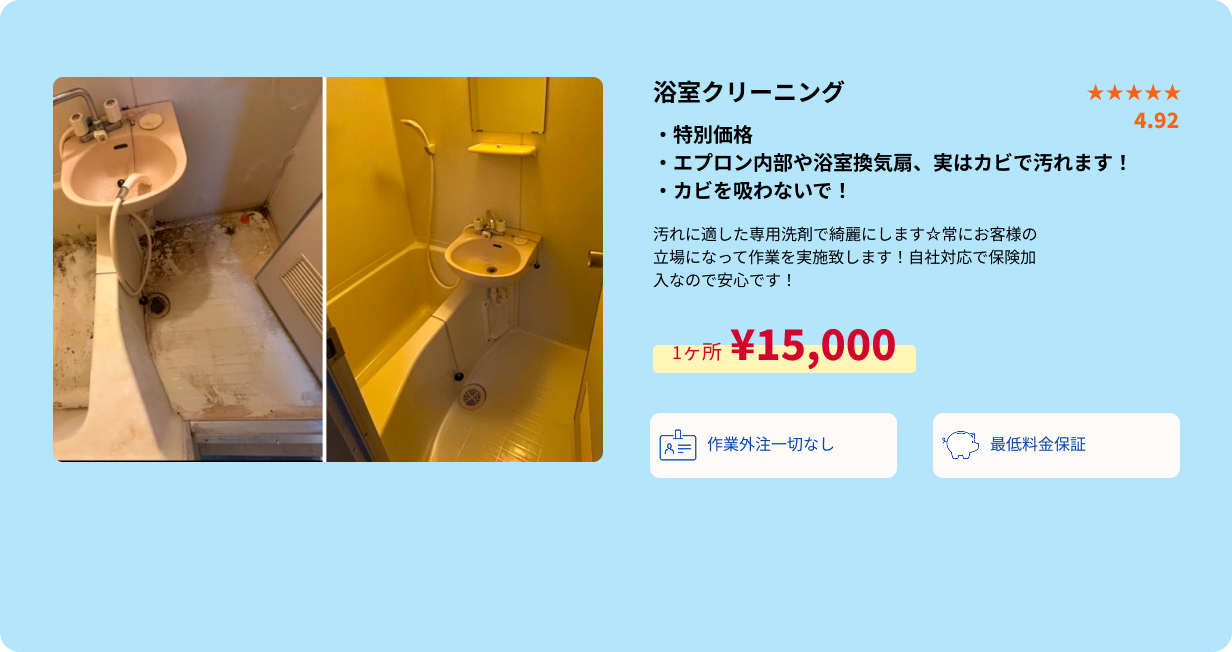 浴室クリーニング
★★★★★
4.92
・特別価格
・エプロン内部や浴室換気扇、実はカビで汚れます！
・カビを吸わないで！
汚れに適した専用洗剤で綺麗にします☆常にお客様の
立場になって作業を実施致します！自社対応で保険加
入なので安心です！
1ヶ所 ¥15,000
作業外注一切なし
最低料金保証